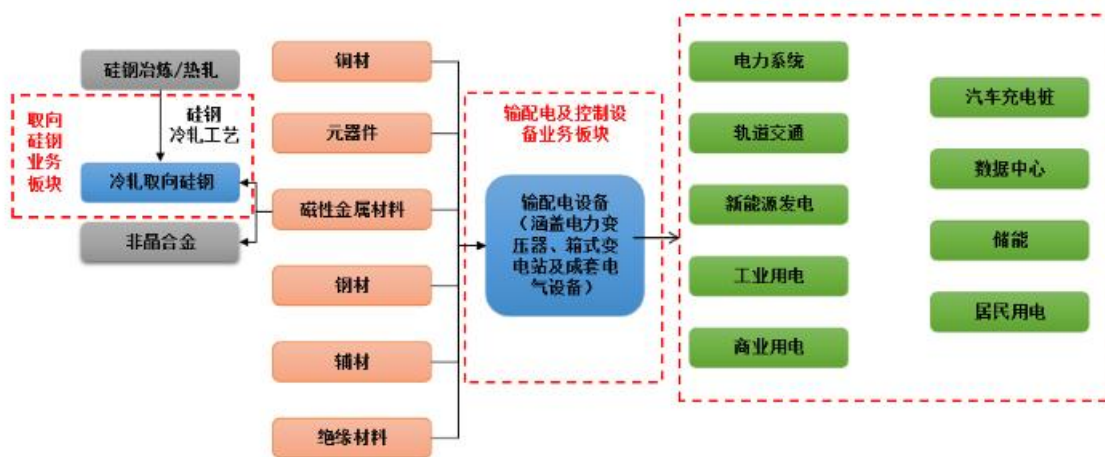 硅钢冶炼/热轧
取向
硅钢
业务
板块
硅钢
冷轧工艺
冷轧取向硅钢
非晶合金
铜材
元器件
磁性金属材料
钢材
辅材
绝缘材料
输配电及控制设
备业务板块
输配电设备
（涵盖电力变
压器、箱式变
电站及成套电
气设备）
电力系统
轨道交通
新能源发电
工业用电
商业用电
汽车充电桩
数据中心
储能
居民用电